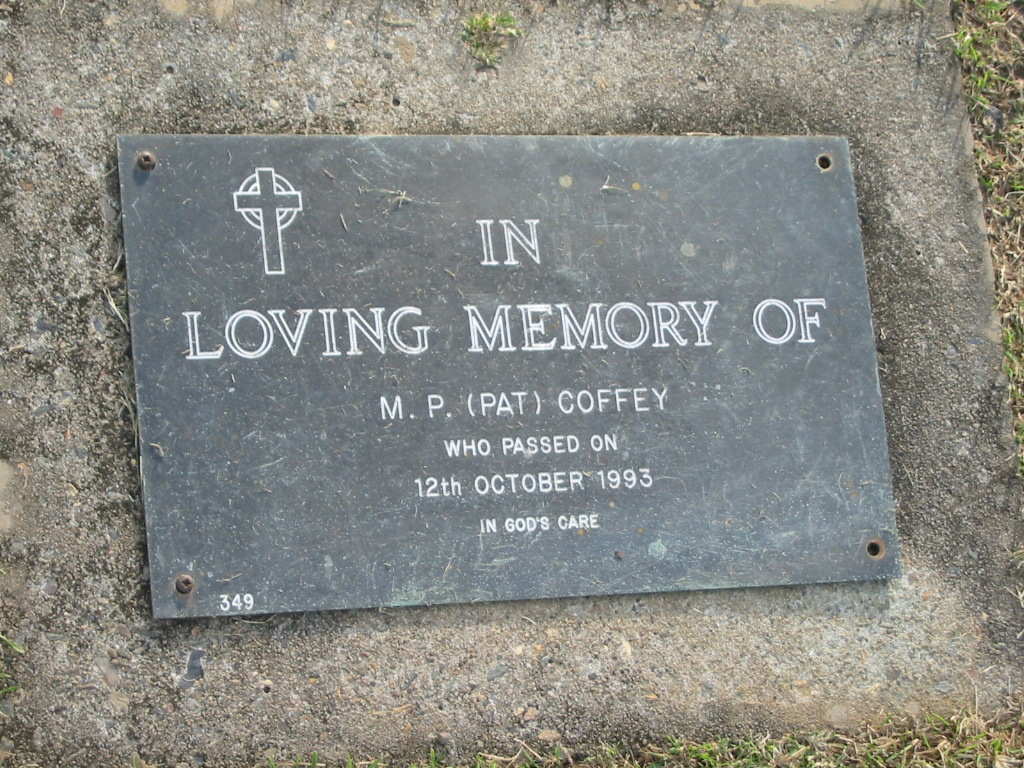 IN
LOVING MEMORY OF
M. P. (PAT) COFFEY
WHO PASSED ON
12th OCTOBER 1993
IN GOD'S CARE
349